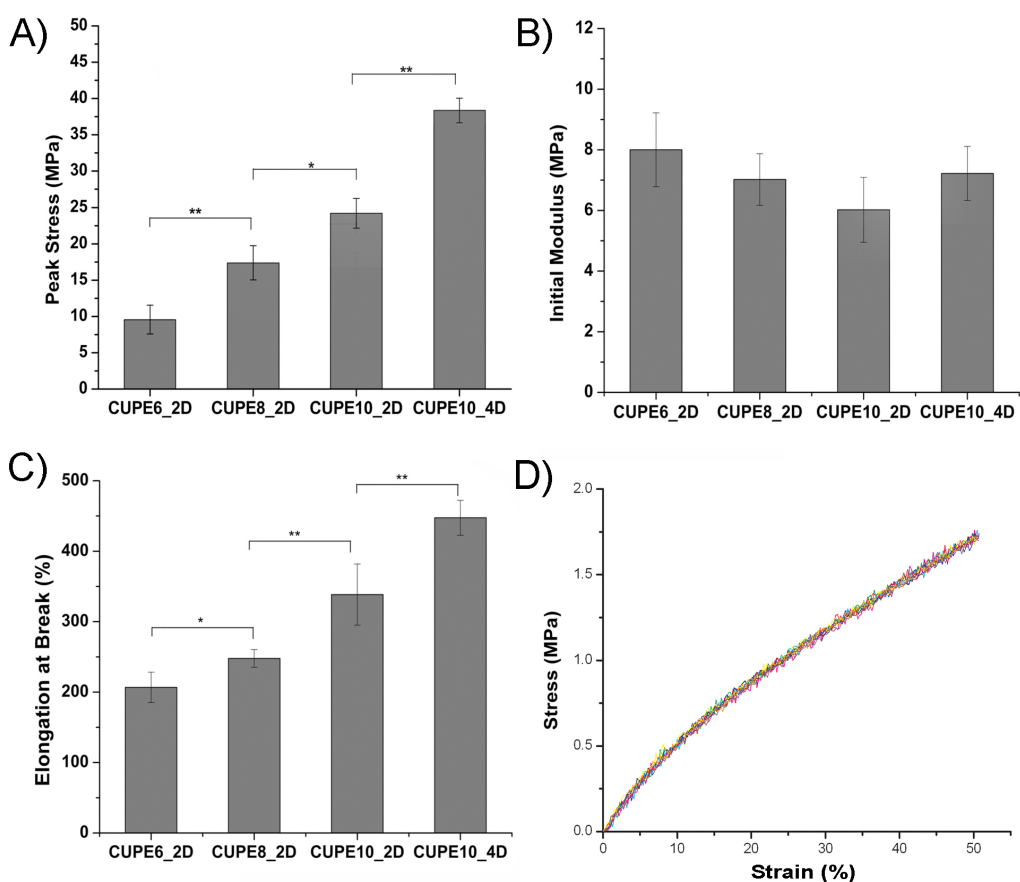 A)
50
45
40
35
30
25
20
15
10
5
0
Peak Stress (MPa)
**
*
**
CUPE6_2D CUPE8_2D CUPE10_2D CUPE10_4D
B)
12
10
8
6
4
2
0
Initial Modulus (MPa)
CUPE6_2D CUPE8_2D CUPE10_2D CUPE10_4D
C)
500
400
300
200
100
0
Elongation at Break (%)
*
**
**
CUPE6_2D CUPE8_2D CUPE10_2D CUPE10_4D
D)
2.0
1.5
1.0
0.5
0.0
Stress (MPa)
0 10 20 30 40 50
Strain (%)